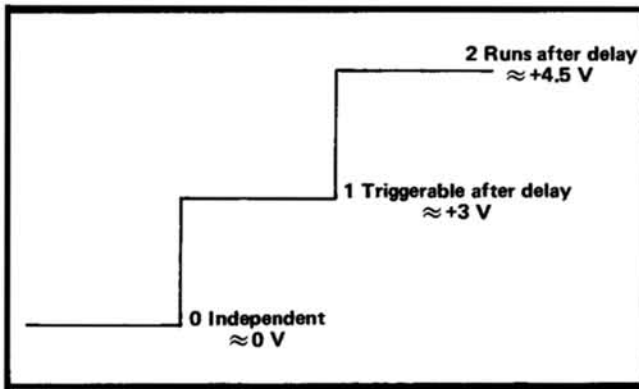 2 Runs after delay
≈ +4.5 V
1 Triggerable after delay
≈ +3 V
0 Independent
≈ 0 V